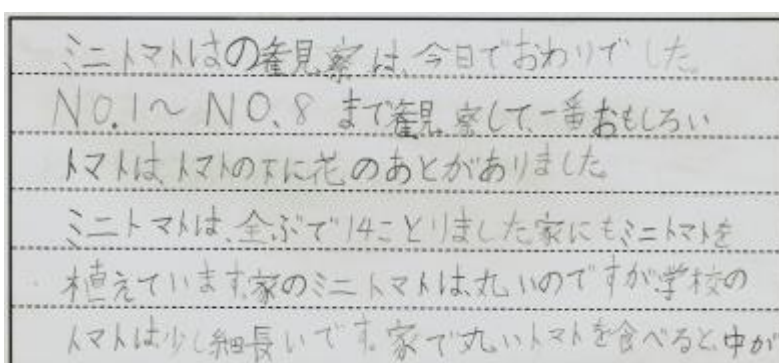 ミニトマトはの観察は、今日でおわりでした。
NO.1〜NO.8まで観察して、一番おもしろい
トマトは、トマトの下に花のあとがありました。
ミニトマトは、全ぶで14ことりました家にもミニトマトを
植えています。家のミニトマトは、丸いのですが、学校の
トマトは少し細長いです。家で丸いトマトを食べると、中が